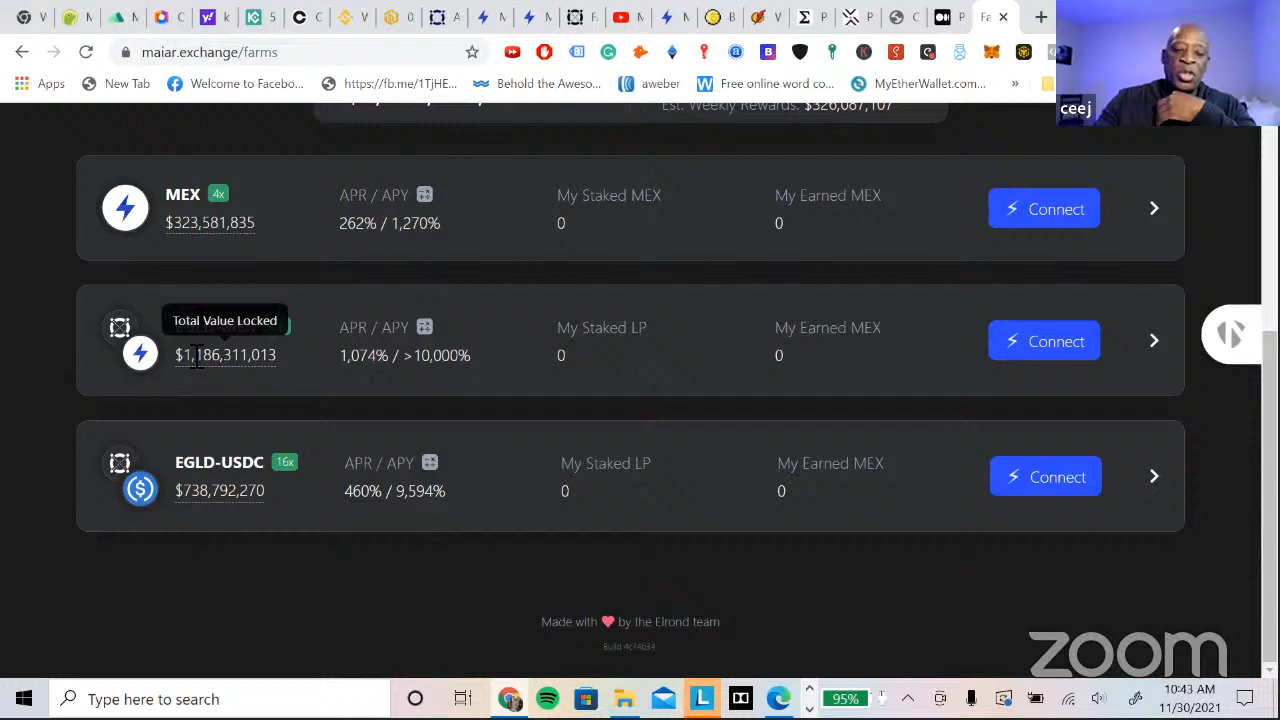 maiar.exchange/farms
Apps
New Tab
Welcome to Facebo...
https://fb.me/1TjHE...
Behold the Aweso...
aweber
Free online word co...
MyEtherWallet.com...
»
ceej
Est. Weekly Rewards: $326,087,107
MEX 4x
$323,581,835
APR / APY
262% / 1,270%
My Staked MEX
0
My Earned MEX
0
Connect
Total Value Locked
$1,186,311,013
APR / APY
1,074% / >10,000%
My Staked LP
0
My Earned MEX
0
Connect
EGLD-USDC 16x
$738,792,270
APR / APY
460% / 9,594%
My Staked LP
0
My Earned MEX
0
Connect
Made with ❤ by the Elrond team
Build 4c74b34
zoom
Type here to search
95%
10:43 AM
11/30/2021